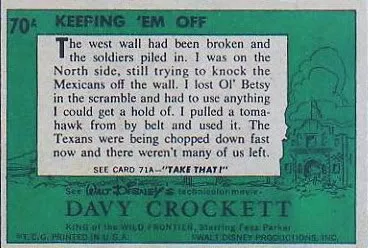 70A KEEPING 'EM OFF
The west wall had been broken and
the soldiers piled in. I was on the
North side, still trying to knock the
Mexicans off the wall. I lost Ol' Betsy
in the scramble and had to use anything
I could get a hold of. I pulled a toma-
hawk from by belt and used it. The
Texans were being chopped down fast
now and there weren't many of us left.
SEE CARD 71A—"TAKE THAT!"
See Walt Disney's technicolor movie-
DAVY CROCKETT
KING of the WILD FRONTIER, Starring Fess Parker
©T.C.G. PRINTED IN U.S.A. ©WALT DISNEY PRODUCTIONS, INC.